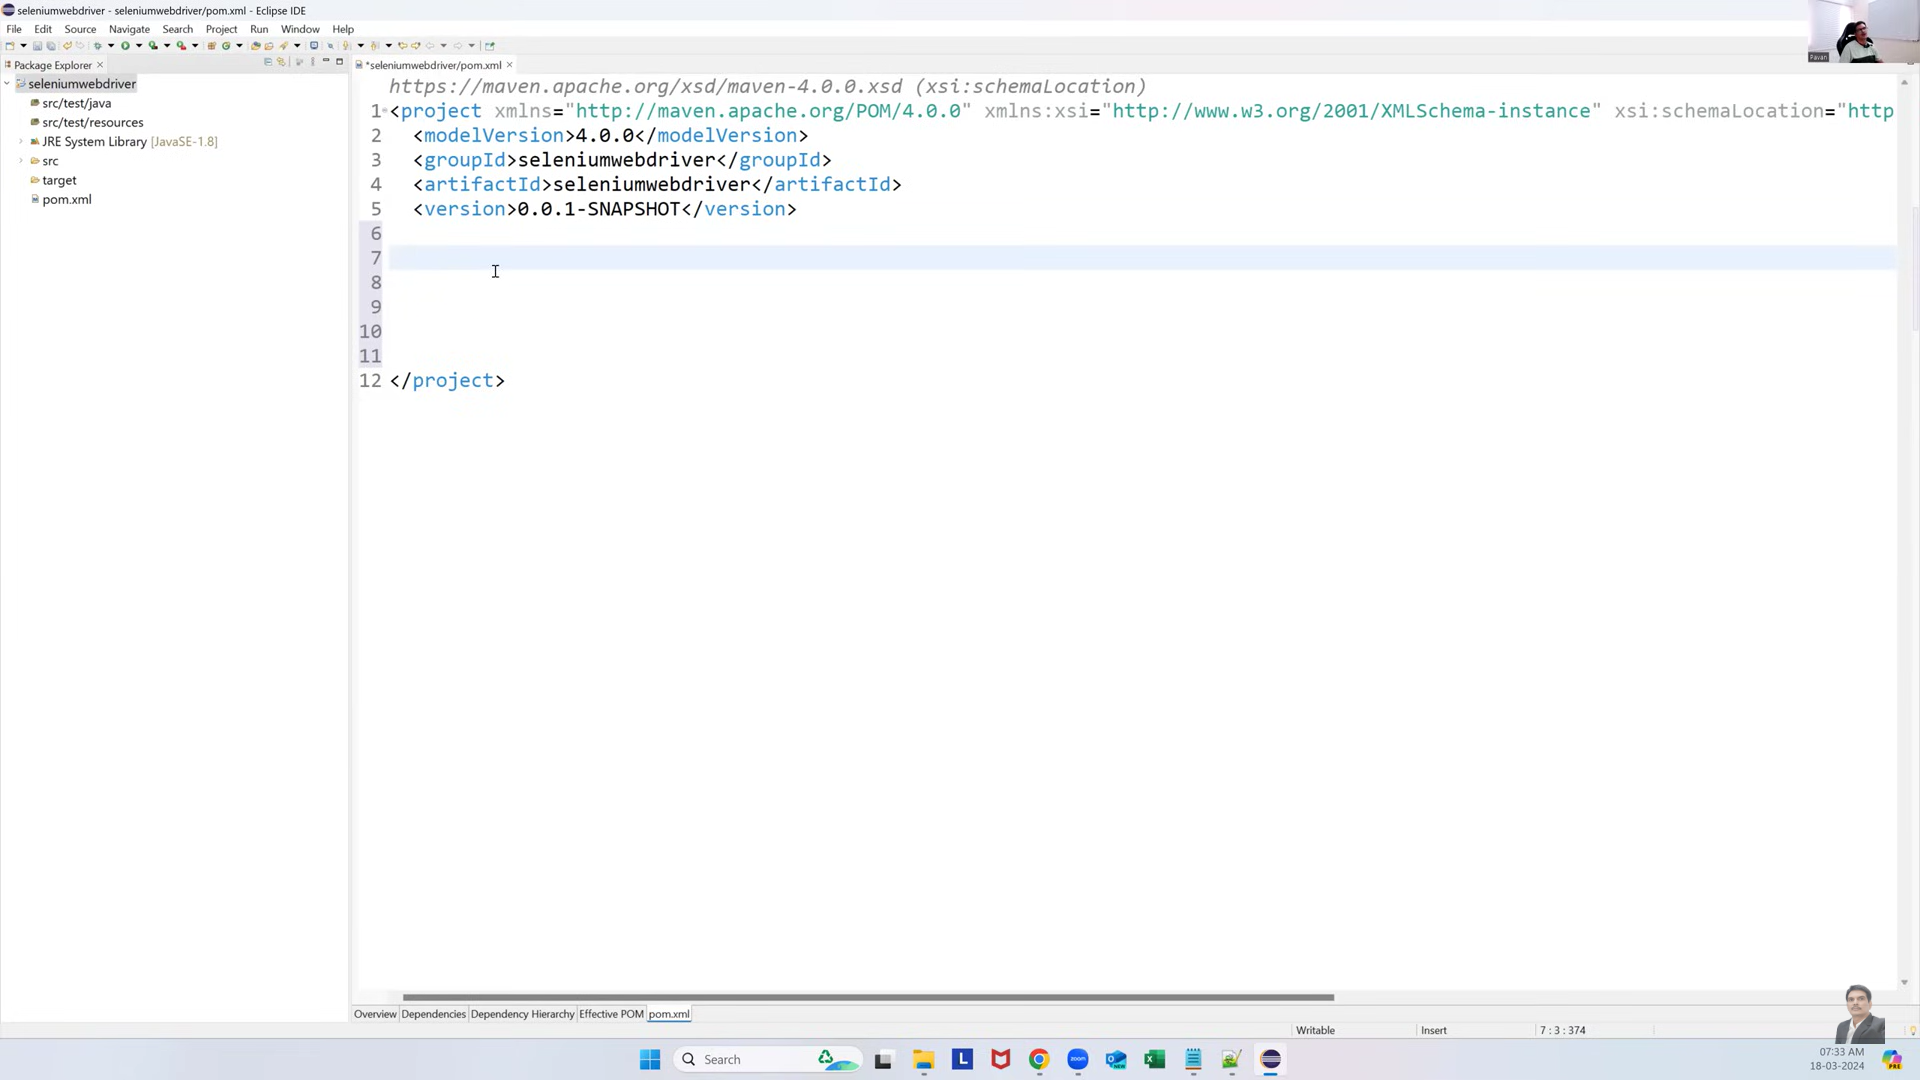 seleniumwebdriver - seleniumwebdriver/pom.xml - Eclipse IDE
File Edit Source Navigate Search Project Run Window Help
Package Explorer
*seleniumwebdriver/pom.xml
seleniumwebdriver
src/test/java
src/test/resources
JRE System Library [JavaSE-1.8]
src
target
pom.xml
https://maven.apache.org/xsd/maven-4.0.0.xsd (xsi:schemaLocation)
1 <project xmlns="http://maven.apache.org/POM/4.0.0" xmlns:xsi="http://www.w3.org/2001/XMLSchema-instance" xsi:schemaLocation="http
2 <modelVersion>4.0.0</modelVersion>
3 <groupId>seleniumwebdriver</groupId>
4 <artifactId>seleniumwebdriver</artifactId>
5 <version>0.0.1-SNAPSHOT</version>
6
7
8
9
10
11
12 </project>
Pavan
Overview Dependencies Dependency Hierarchy Effective POM pom.xml
Writable Insert 7 : 3 : 374
Search
L
zoom
NEW
PRE
07:33 AM
18-03-2024